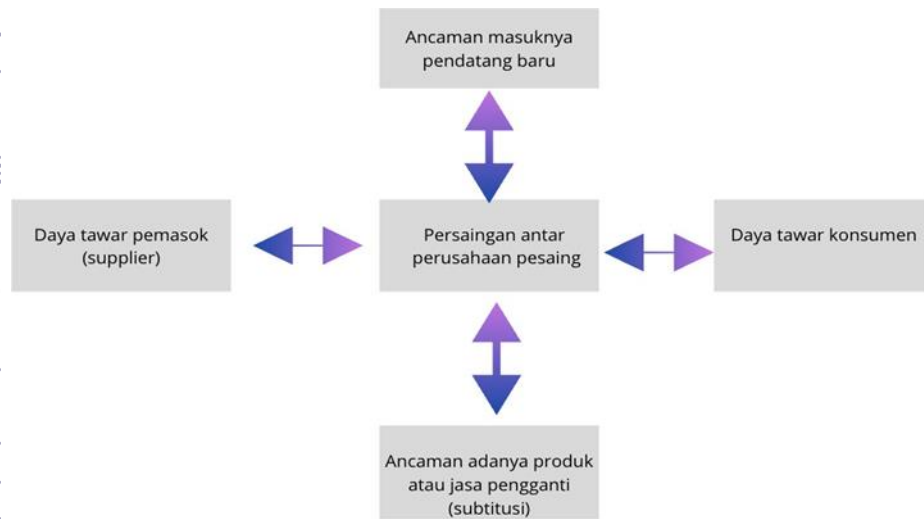 Ancaman masuknya
pendatang baru
Daya tawar pemasok
(supplier)
Persaingan antar
perusahaan pesaing
Daya tawar konsumen
Ancaman adanya produk
atau jasa pengganti
(subtitusi)